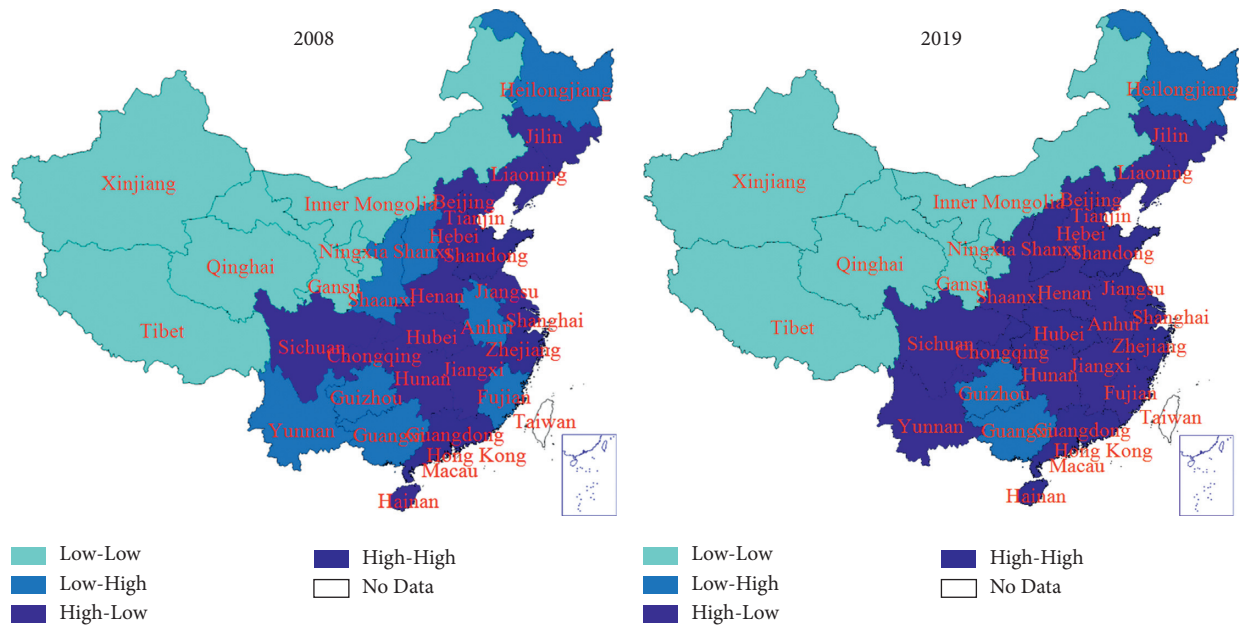 2008
Heilongjiang
Jilin
Liaoning
Xinjiang
Inner Mongolia
Beijing
Tianjin
Hebei
Ningxia
Shanxi
Shandong
Qinghai
Gansu
Shaanxi
Henan
Jiangsu
Tibet
Anhui
Shanghai
Sichuan
Hubei
Chongqing
Zhejiang
Hunan
Jiangxi
Guizhou
Fujian
Yunnan
Guangxi
Guangdong
Taiwan
Hong Kong
Macau
Hainan
Low-Low
Low-High
High-Low
High-High
No Data
2019
Heilongjiang
Jilin
Liaoning
Xinjiang
Inner Mongolia
Beijing
Tianjin
Hebei
Ningxia
Shanxi
Shandong
Qinghai
Gansu
Shaanxi
Henan
Jiangsu
Tibet
Anhui
Shanghai
Sichuan
Hubei
Chongqing
Zhejiang
Hunan
Jiangxi
Guizhou
Fujian
Yunnan
Guangxi
Guangdong
Taiwan
Hong Kong
Macau
Hainan
Low-Low
Low-High
High-Low
High-High
No Data